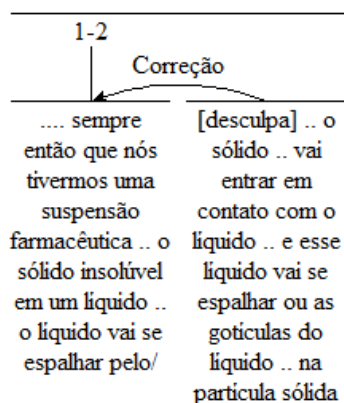 1-2
Correção
.... sempre
então que nós
tivermos uma
suspensão
farmacêutica .. o
sólido insolúvel
em um líquido ..
o líquido vai se
espalhar pelo/
[desculpa] .. o
sólido .. vai
entrar em
contato com o
líquido .. e esse
líquido vai se
espalhar ou as
gotículas do
líquido .. na
partícula sólida